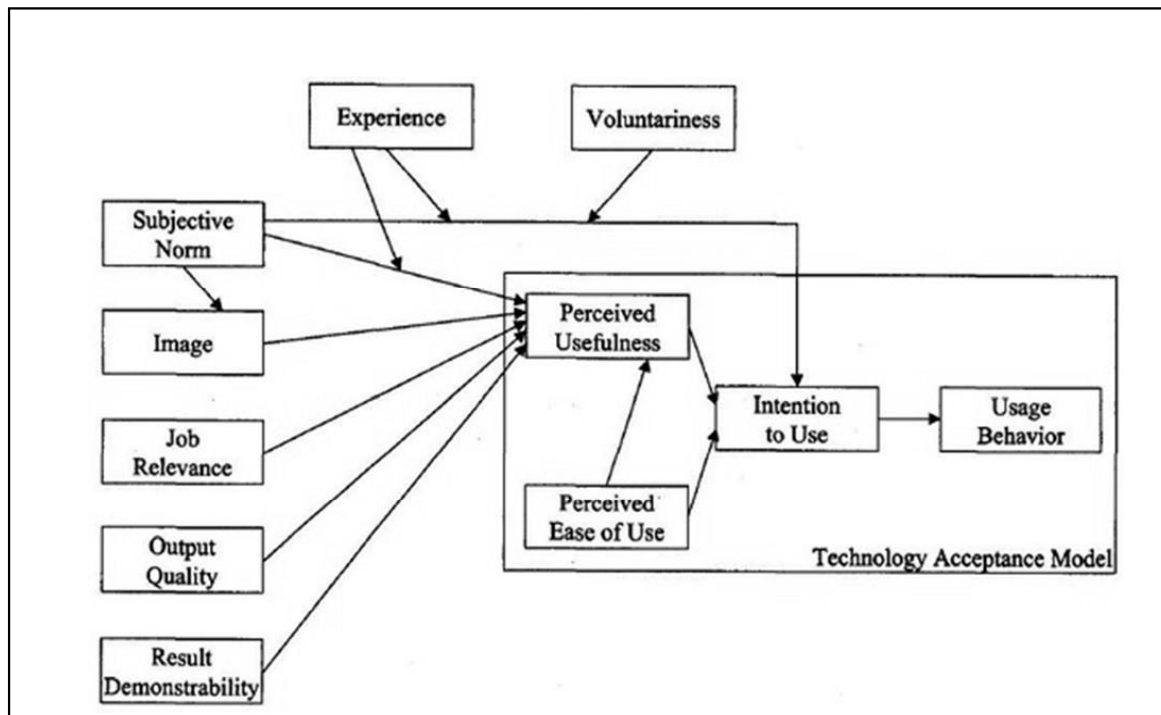 Experience
Voluntariness
Subjective
Norm
Image
Job
Relevance
Output
Quality
Result
Demonstrability
Perceived
Usefulness
Perceived
Ease of Use
Intention
to Use
Usage
Behavior
Technology Acceptance Model